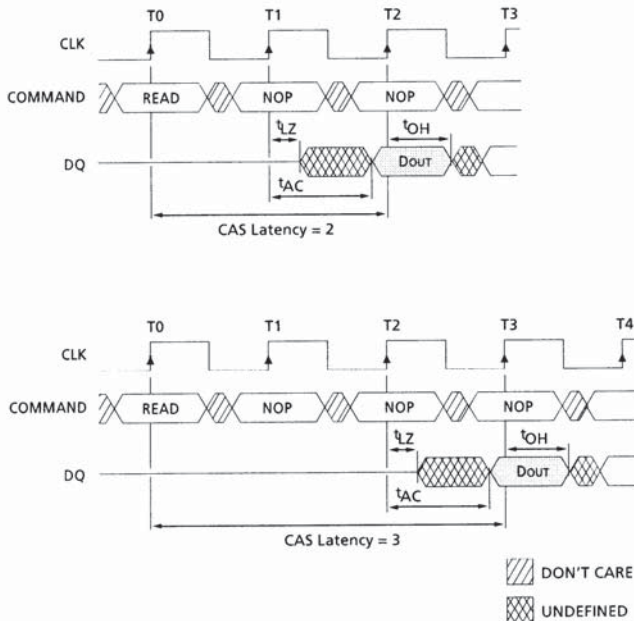 T0 T1 T2 T3
CLK
COMMAND READ NOP NOP
tLZ tOH
DQ DOUT
tAC
CAS Latency = 2
T0 T1 T2 T3 T4
CLK
COMMAND READ NOP NOP NOP
tLZ tOH
DQ DOUT
tAC
CAS Latency = 3
DON'T CARE
UNDEFINED